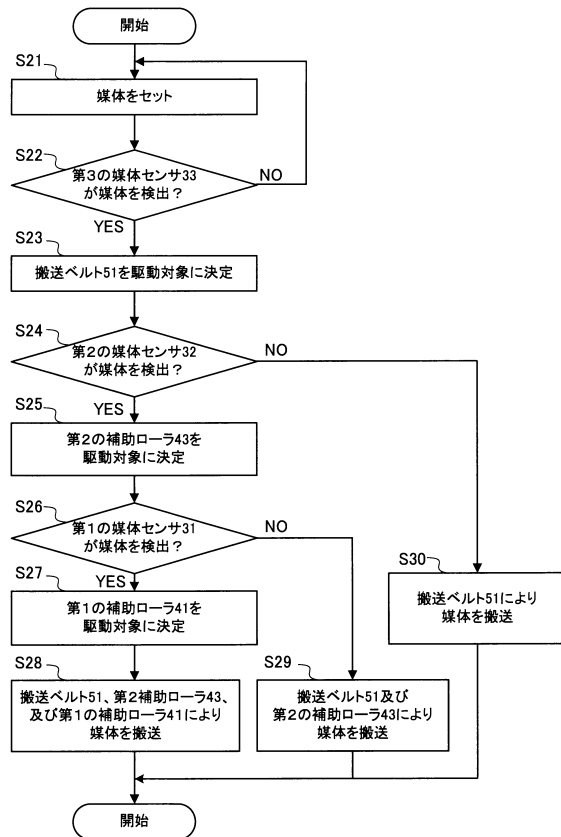 開始
S21
媒体をセット
S22
第3の媒体センサ33
が媒体を検出？
NO
YES
S23
搬送ベルト51を駆動対象に決定
S24
第2の媒体センサ32
が媒体を検出？
NO
YES
S25
第2の補助ローラ43を
駆動対象に決定
S26
第1の媒体センサ31
が媒体を検出？
NO
YES
S27
第1の補助ローラ41を
駆動対象に決定
S30
搬送ベルト51により
媒体を搬送
S28
搬送ベルト51、第2補助ローラ43、
及び第1の補助ローラ41により
媒体を搬送
S29
搬送ベルト51及び
第2の補助ローラ43により
媒体を搬送
開始